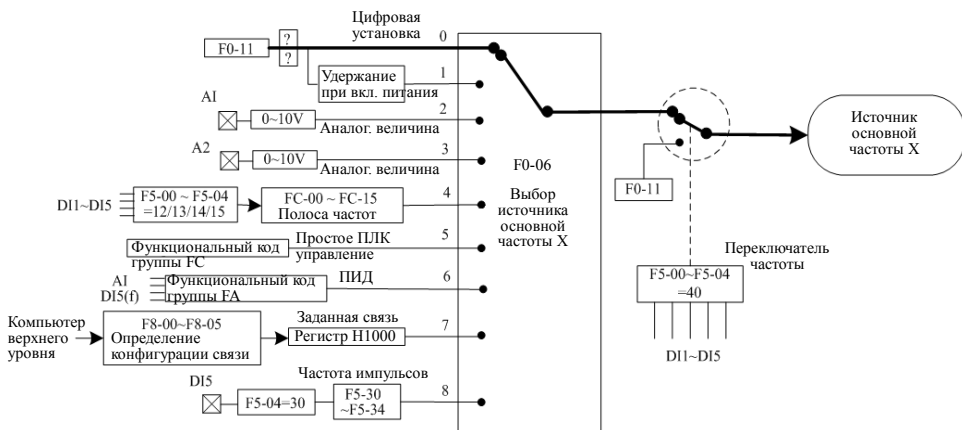 Цифровая
установка
0
F0-11
?
?
Удержание
при вкл. питания
1
AI
0~10V
2
Аналог. величина
A2
0~10V
3
Аналог. величина
DI1~DI5
F5-00 ~ F5-04
=12/13/14/15
FC-00 ~ FC-15
Полоса частот
4
Функциональный код
группы FC
Простое ПЛК
управление
5
AI
DI5(f)
Функциональный код
группы FA
ПИД
6
Компьютер
верхнего
уровня
F8-00~F8-05
Определение
конфигурации связи
Заданная связь
Регистр H1000
7
DI5
F5-04=30
Частота импульсов
F5-30
~F5-34
8
F0-06
Выбор
источника
основной
частоты X
F0-11
Источник
основной
частоты X
Переключатель
частоты
F5-00~F5-04
=40
DI1~DI5